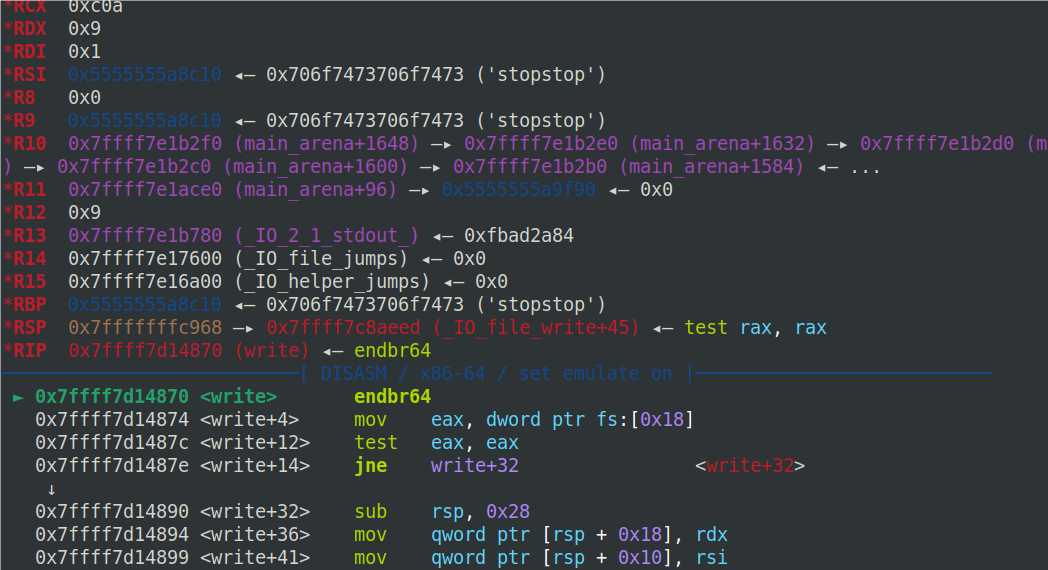 *RCX  0xc0a
*RDX  0x9
*RDI  0x1
*RSI  0x5555555a8c10 ◂— 0x706f7473706f7473 ('stopstop')
*R8   0x0
*R9   0x5555555a8c10 ◂— 0x706f7473706f7473 ('stopstop')
*R10  0x7ffff7e1b2f0 (main_arena+1648) —▸ 0x7ffff7e1b2e0 (main_arena+1632) —▸ 0x7ffff7e1b2d0 (m
) —▸ 0x7ffff7e1b2c0 (main_arena+1600) —▸ 0x7ffff7e1b2b0 (main_arena+1584) ◂— ...
*R11  0x7ffff7e1ace0 (main_arena+96) —▸ 0x5555555a9f90 ◂— 0x0
*R12  0x9
*R13  0x7ffff7e1b780 (_IO_2_1_stdout_) ◂— 0xfbad2a84
*R14  0x7ffff7e17600 (_IO_file_jumps) ◂— 0x0
*R15  0x7ffff7e16a00 (_IO_helper_jumps) ◂— 0x0
*RBP  0x5555555a8c10 ◂— 0x706f7473706f7473 ('stopstop')
*RSP  0x7fffffffc968 —▸ 0x7ffff7c8aeed (_IO_file_write+45) ◂— test rax, rax
*RIP  0x7ffff7d14870 (write) ◂— endbr64
[ DISASM / x86-64 / set emulate on ]
► 0x7ffff7d14870 <write>       endbr64
0x7ffff7d14874 <write+4>     mov    eax, dword ptr fs:[0x18]
0x7ffff7d1487c <write+12>    test   eax, eax
0x7ffff7d1487e <write+14>    jne    write+32                <write+32>
↓
0x7ffff7d14890 <write+32>    sub    rsp, 0x28
0x7ffff7d14894 <write+36>    mov    qword ptr [rsp + 0x18], rdx
0x7ffff7d14899 <write+41>    mov    qword ptr [rsp + 0x10], rsi